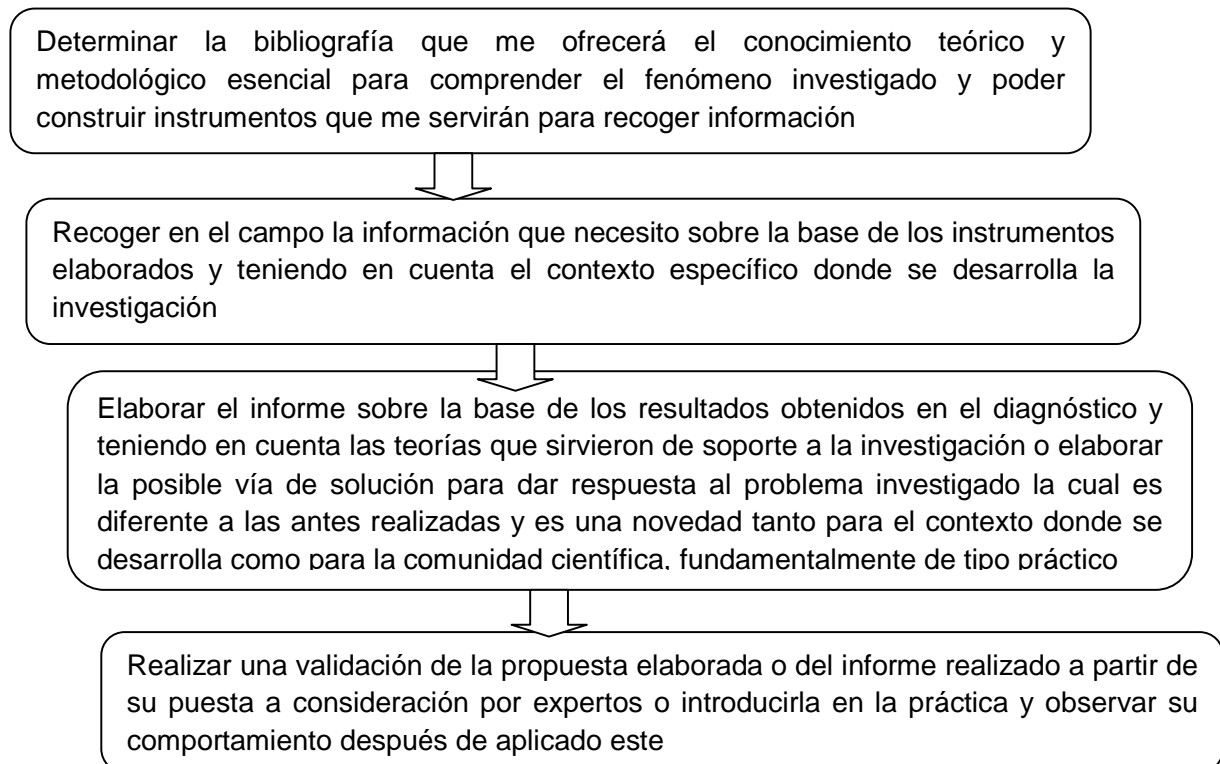 Determinar la bibliografía que me ofrecerá el conocimiento teórico y
metodológico esencial para comprender el fenómeno investigado y poder
construir instrumentos que me servirán para recoger información
Recoger en el campo la información que necesito sobre la base de los instrumentos
elaborados y teniendo en cuenta el contexto específico donde se desarrolla la
investigación
Elaborar el informe sobre la base de los resultados obtenidos en el diagnóstico y
teniendo en cuenta las teorías que sirvieron de soporte a la investigación o elaborar
la posible vía de solución para dar respuesta al problema investigado la cual es
diferente a las antes realizadas y es una novedad tanto para el contexto donde se
desarrolla como para la comunidad científica, fundamentalmente de tipo práctico
Realizar una validación de la propuesta elaborada o del informe realizado a partir de
su puesta a consideración por expertos o introducirla en la práctica y observar su
comportamiento después de aplicado este